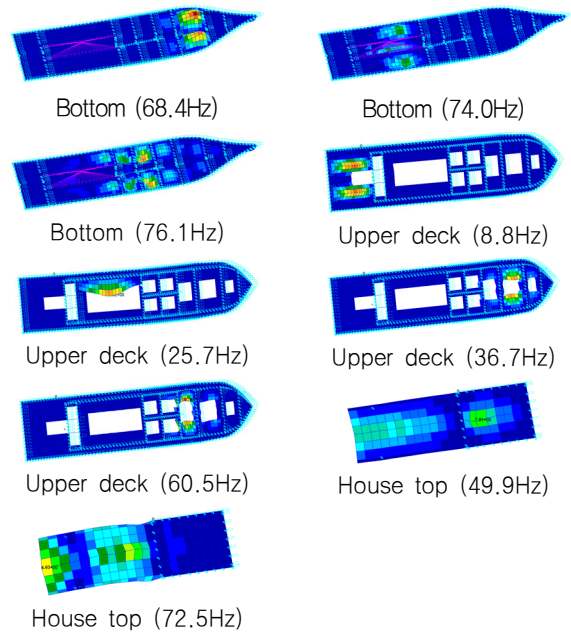 Bottom (68.4Hz)
Bottom (74.0Hz)
Bottom (76.1Hz)
Upper deck (8.8Hz)
Upper deck (25.7Hz)
Upper deck (36.7Hz)
Upper deck (60.5Hz)
House top (49.9Hz)
House top (72.5Hz)